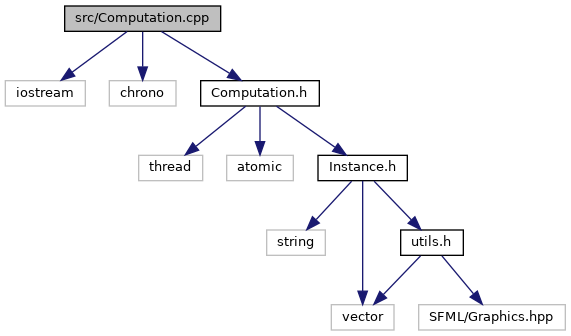 src/Computation.cpp
iostream
chrono
Computation.h
thread
atomic
Instance.h
string
utils.h
vector
SFML/Graphics.hpp